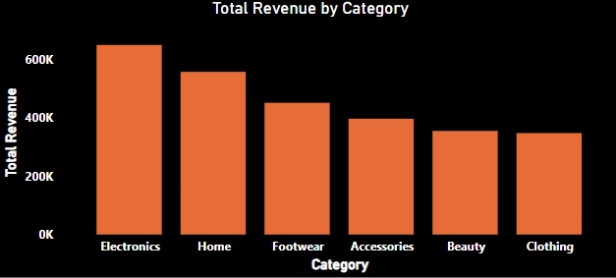 Total Revenue by Category
Total Revenue
600K
400K
200K
0K
Electronics Home Footwear Accessories Beauty Clothing
Category